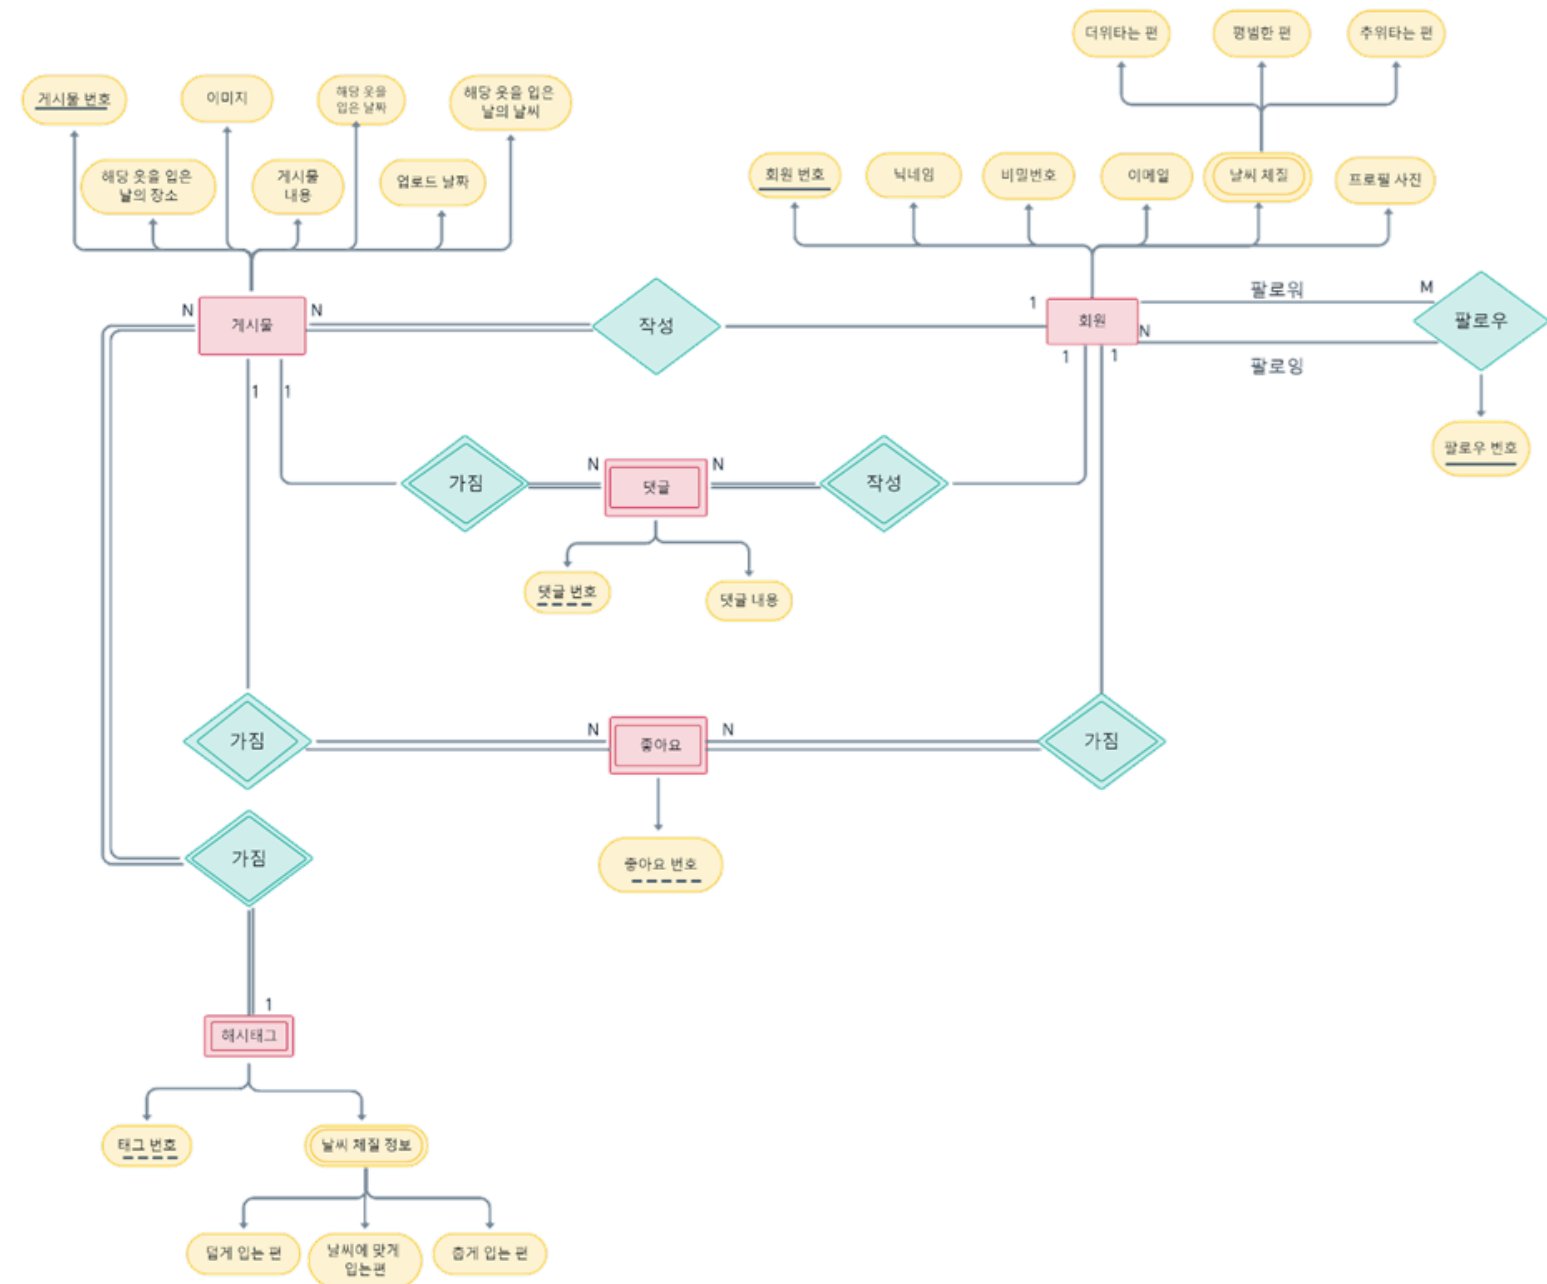 더위타는 편
평범한 편
추위타는 편
게시물 번호
이미지
해당 옷을
입은 날짜
해당 옷을 입은
날의 날씨
해당 옷을 입은
날의 장소
게시물
내용
업로드 날짜
회원 번호
닉네임
비밀번호
이메일
날씨 체질
프로필 사진
N
게시물
N
작성
1
회원
팔로워
M
팔로우
N
팔로잉
1
1
1
1
팔로우 번호
가짐
N
댓글
N
작성
댓글 번호
댓글 내용
가짐
N
좋아요
N
가짐
좋아요 번호
가짐
1
해시태그
태그 번호
날씨 체질 정보
덥게 입는 편
날씨에 맞게
입는편
춥게 입는 편